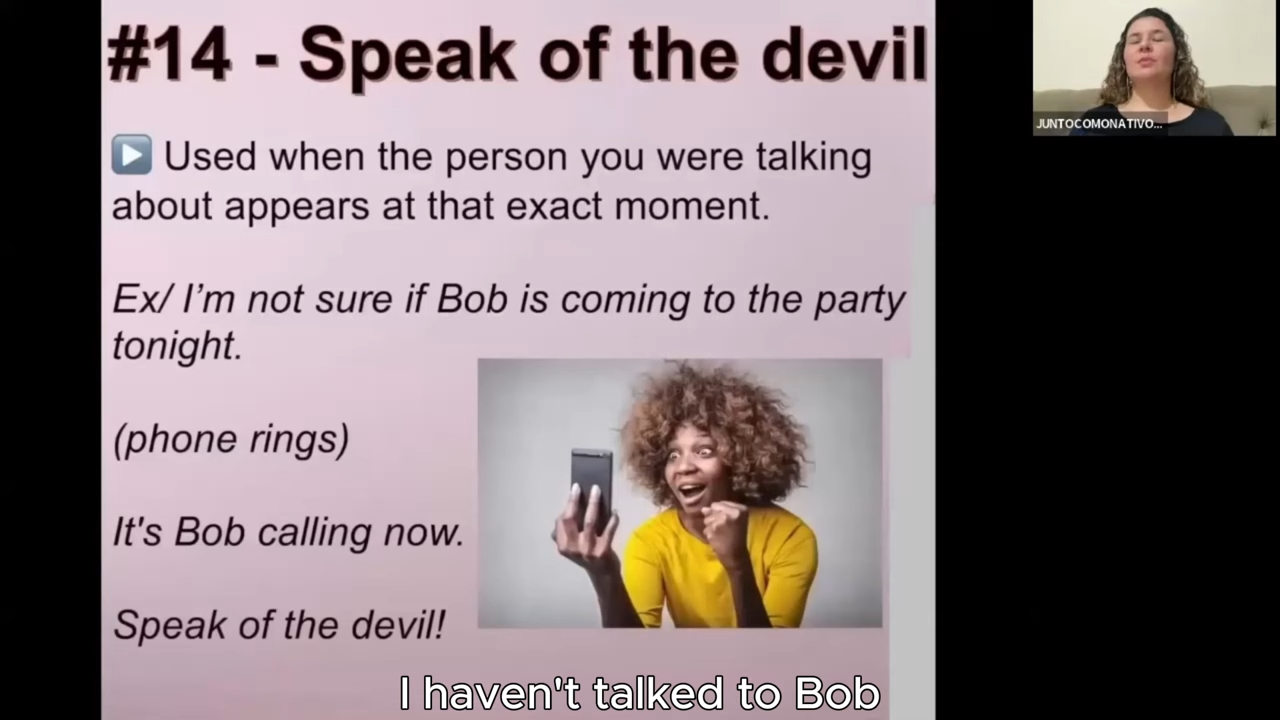 #14 - Speak of the devil
Used when the person you were talking
about appears at that exact moment.
Ex/ I’m not sure if Bob is coming to the party
tonight.
(phone rings)
It's Bob calling now.
Speak of the devil!
I haven't talked to Bob
JUNTOCOMONATIVO...